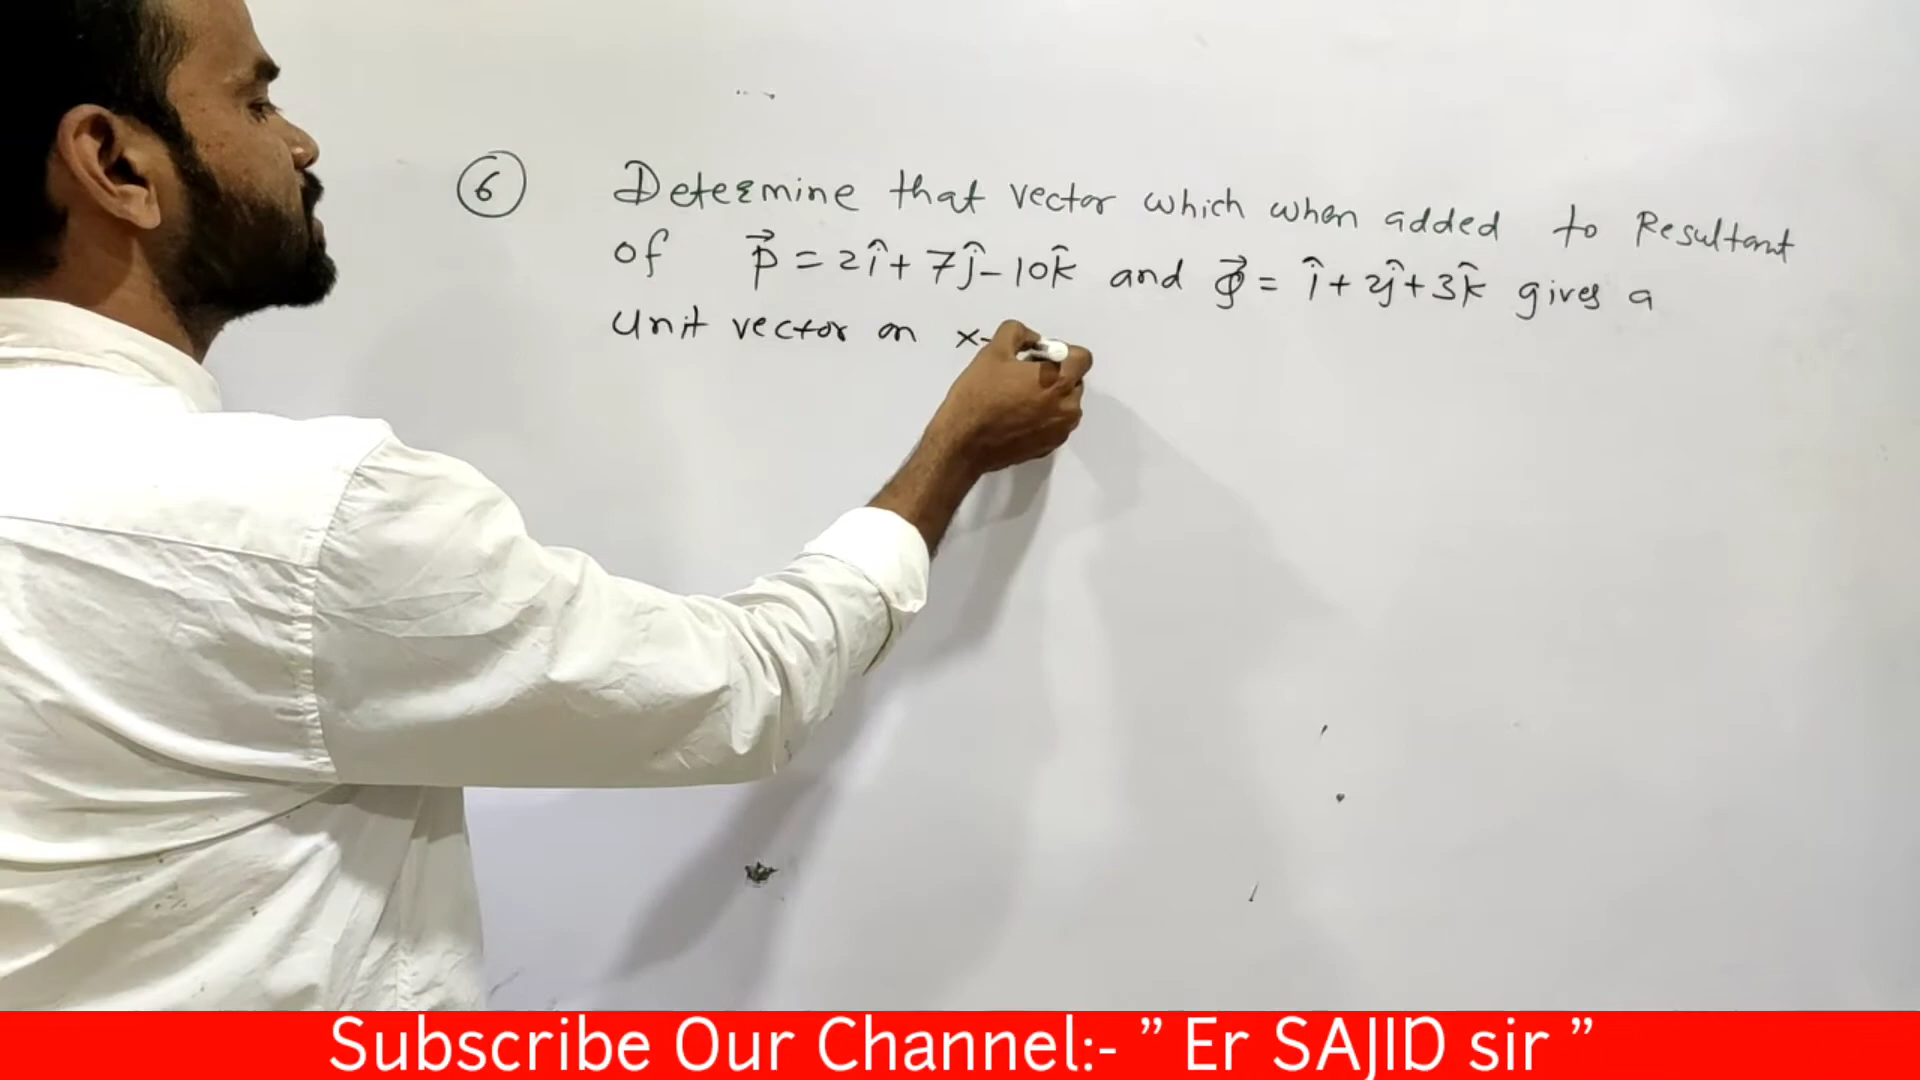 6 Determine that vector which when added to Resultant
of p⃗ = 2î + 7ĵ - 10k̂ and Q⃗ = î + 2ĵ + 3k̂ gives a
Unit vector on x-
Subscribe Our Channel:- ” Er SAJID sir ”